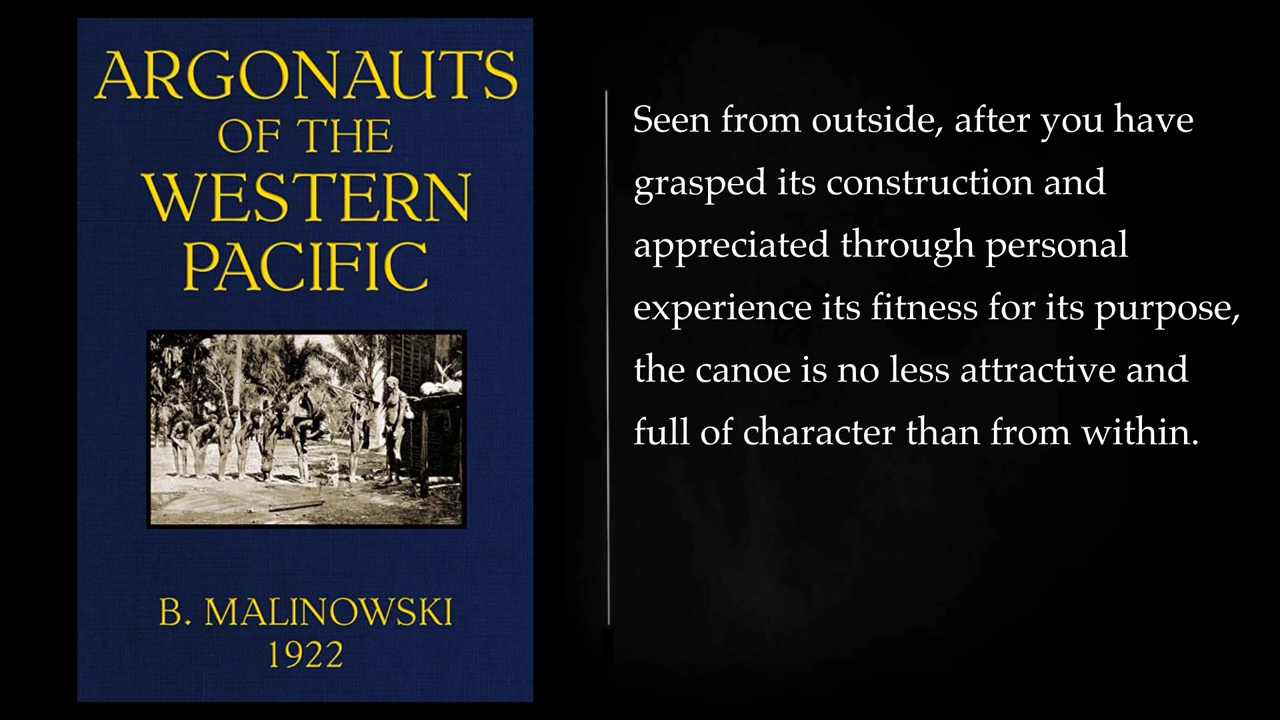 ARGONAUTS
OF THE
WESTERN
PACIFIC
B. MALINOWSKI
1922
Seen from outside, after you have
grasped its construction and
appreciated through personal
experience its fitness for its purpose,
the canoe is no less attractive and
full of character than from within.